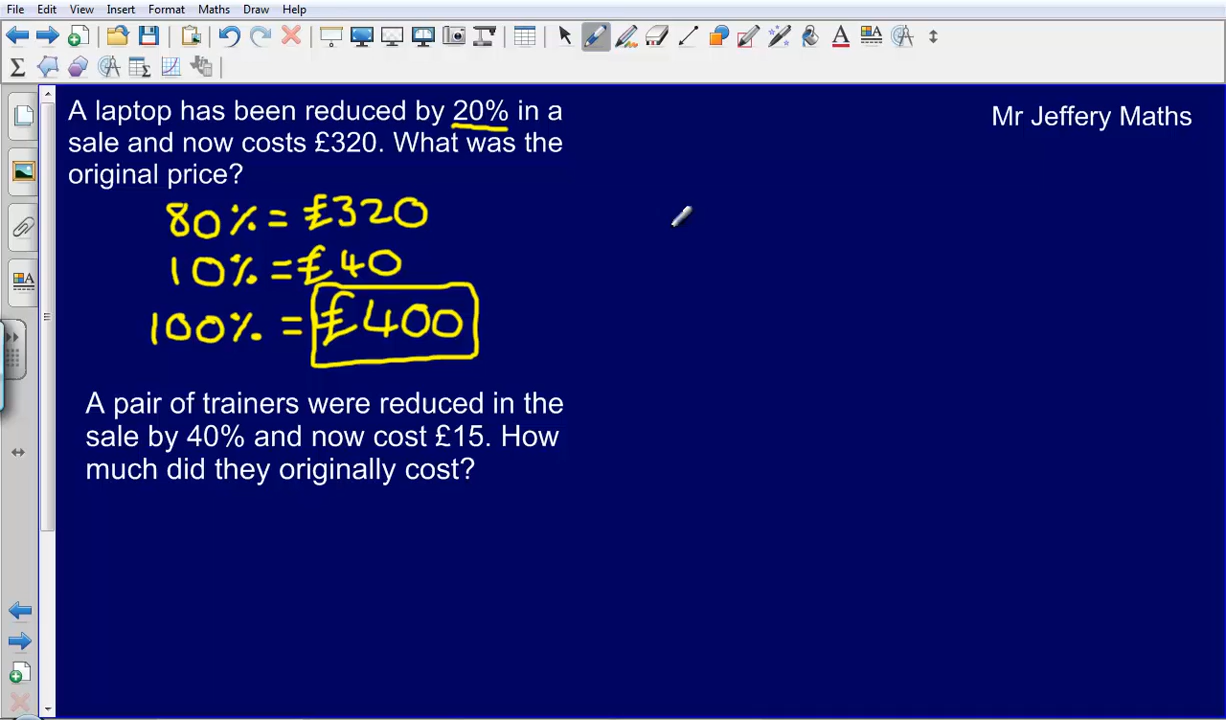 File Edit View Insert Format Maths Draw Help
A laptop has been reduced by 20% in a
sale and now costs £320. What was the
original price?
Mr Jeffery Maths
80% = £320
10% = £40
100% = £400
A pair of trainers were reduced in the
sale by 40% and now cost £15. How
much did they originally cost?